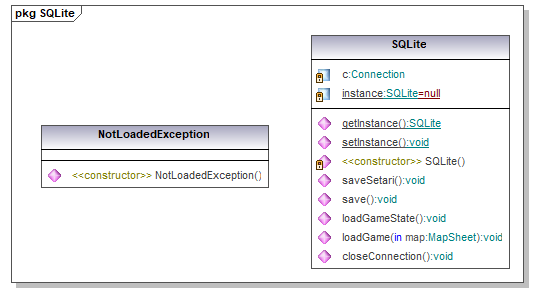 pkg SQLite
NotLoadedException
<<constructor>> NotLoadedException()
SQLite
c:Connection
instance:SQLite=null
getInstance():SQLite
setInstance():void
<<constructor>> SQLite()
saveSetari():void
save():void
loadGameState():void
loadGame(in map:MapSheet):void
closeConnection():void